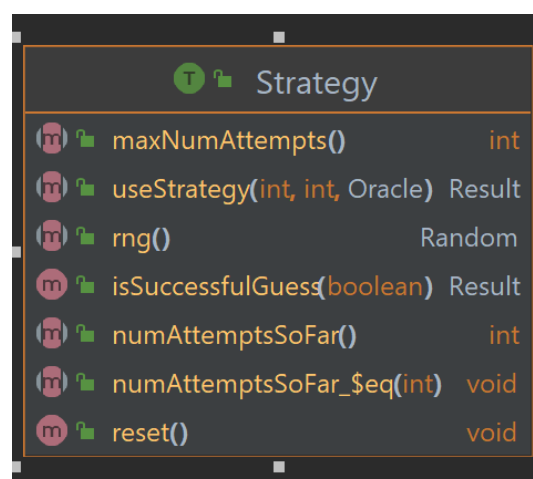 T Strategy
m maxNumAttempts() int
m useStrategy(int, int, Oracle) Result
m rng() Random
m isSuccessfulGuess(boolean) Result
m numAttemptsSoFar() int
m numAttemptsSoFar_$eq(int) void
m reset() void